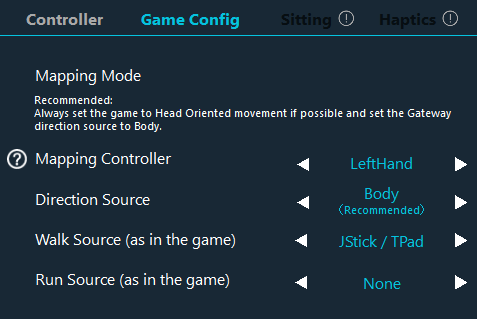 Controller Game Config Sitting ! Haptics !
Mapping Mode
Recommended:
Always set the game to Head Oriented movement if possible and set the Gateway
direction source to Body.
? Mapping Controller LeftHand
Direction Source Body
(Recommended)
Walk Source (as in the game) JStick / TPad
Run Source (as in the game) None